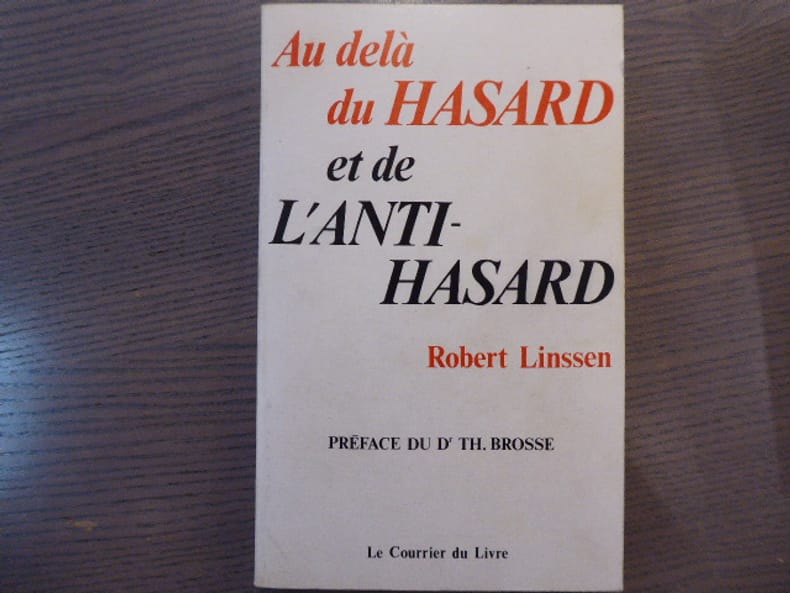 Au delà
du HASARD
et de
L'ANTI-
HASARD
Robert Linssen
PRÉFACE DU Dr TH. BROSSE
Le Courrier du Livre